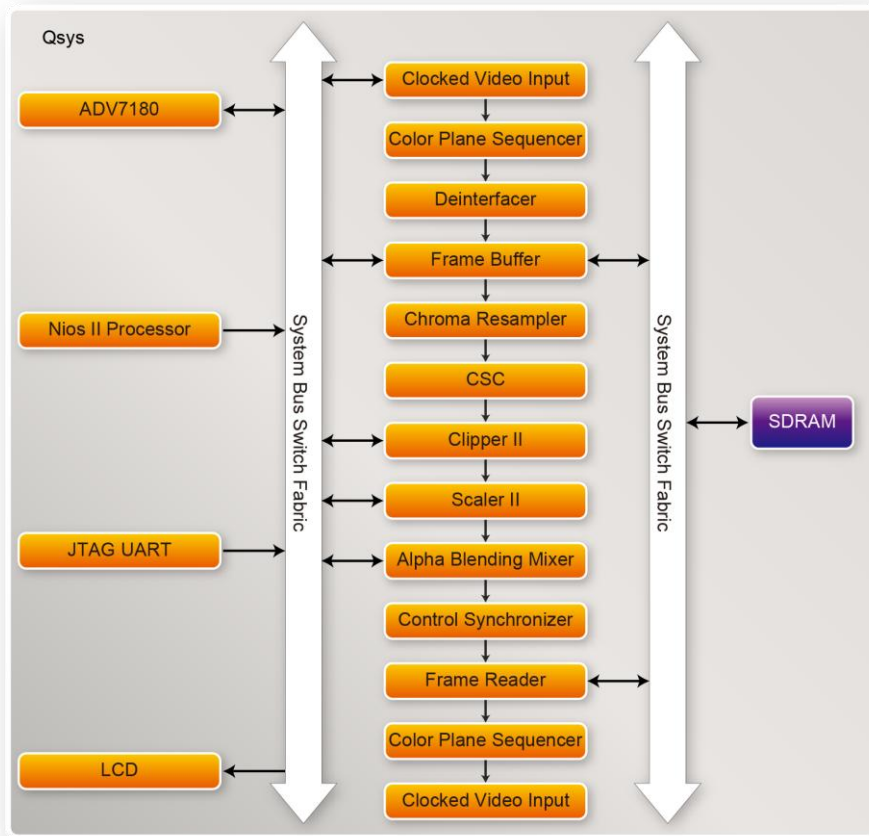 Qsys
ADV7180
Nios II Processor
JTAG UART
LCD
System Bus Switch Fabric
Clocked Video Input
Color Plane Sequencer
Deinterfacer
Frame Buffer
Chroma Resampler
CSC
Clipper II
Scaler II
Alpha Blending Mixer
Control Synchronizer
Frame Reader
Color Plane Sequencer
Clocked Video Input
System Bus Switch Fabric
SDRAM